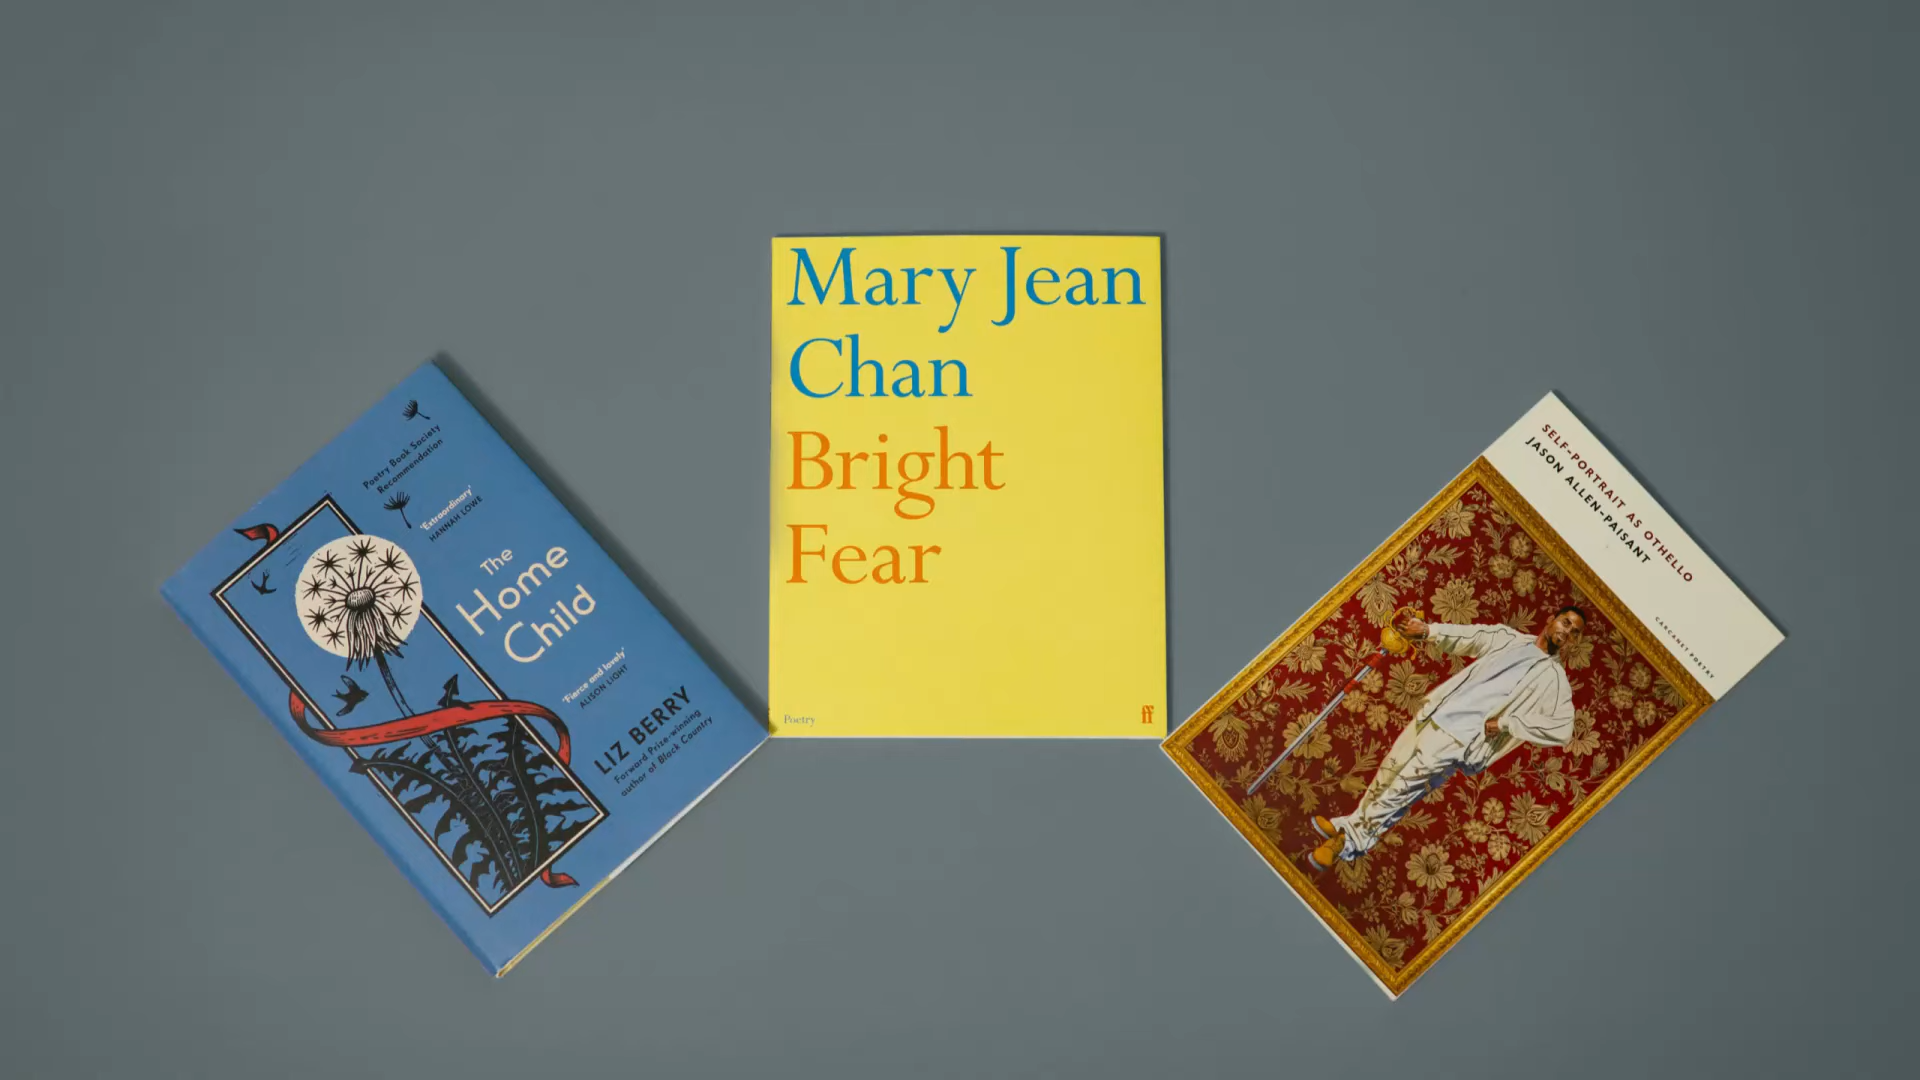 Poetry Book Society
Recommendation
'Extraordinary'
HANNAH LOWE
The
Home
Child
'Fierce and lovely'
ALISON LIGHT
LIZ BERRY
Forward Prize-winning
author of Black Country
Mary Jean
Chan
Bright
Fear
Poetry
ff
SELF-PORTRAIT AS OTHELLO
JASON ALLEN-PAISANT
CARCANET POETRY